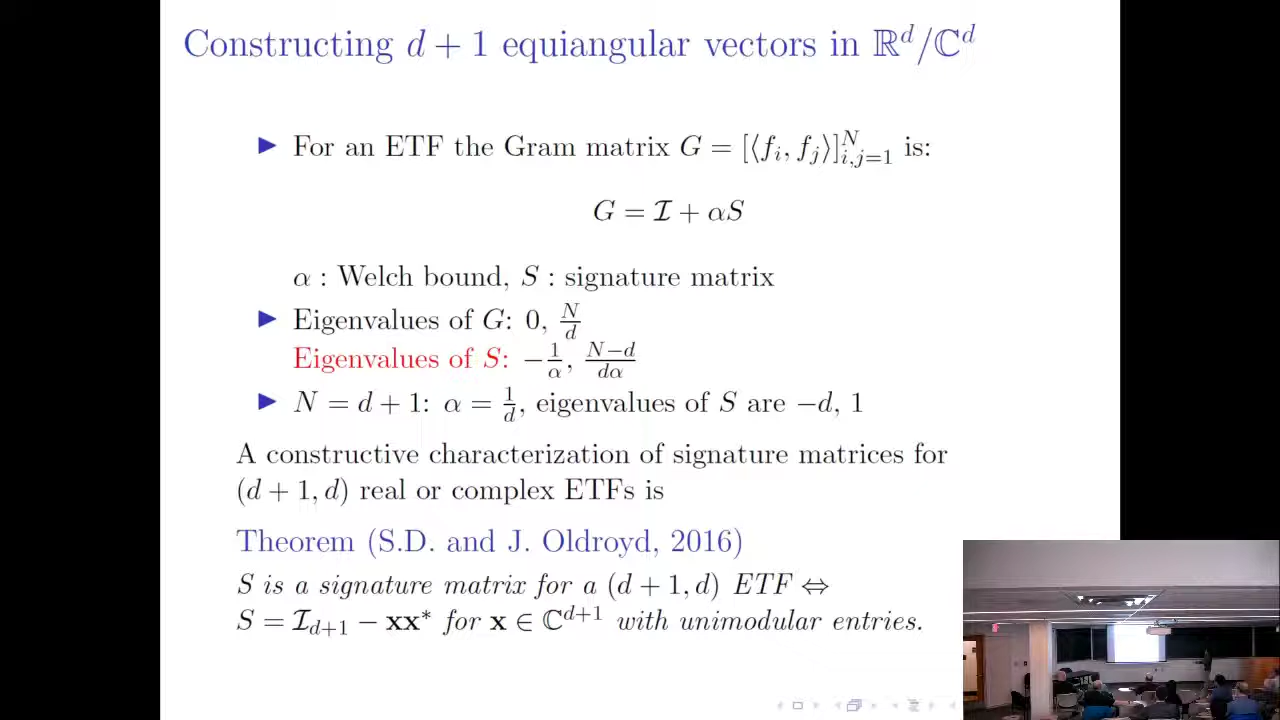 Constructing d + 1 equiangular vectors in ℝ^d/ℂ^d
▶ For an ETF the Gram matrix G = [⟨f_i, f_j⟩]_{i,j=1}^N is:
G = ℐ + αS
α : Welch bound, S : signature matrix
▶ Eigenvalues of G: 0, N/d
Eigenvalues of S: −1/α, (N−d)/(dα)
▶ N = d + 1: α = 1/d, eigenvalues of S are −d, 1
A constructive characterization of signature matrices for
(d + 1, d) real or complex ETFs is
Theorem (S.D. and J. Oldroyd, 2016)
S is a signature matrix for a (d + 1, d) ETF ⇔
S = ℐ_{d+1} − xx* for x ∈ ℂ^{d+1} with unimodular entries.